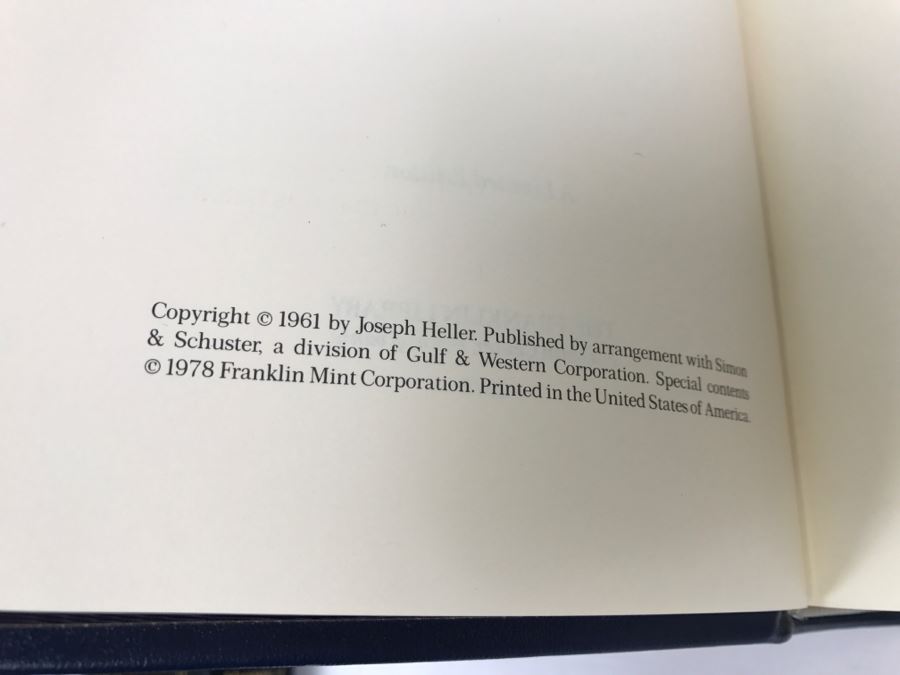 Copyright © 1961 by Joseph Heller. Published by arrangement with Simon
& Schuster, a division of Gulf & Western Corporation. Special contents
© 1978 Franklin Mint Corporation. Printed in the United States of America.